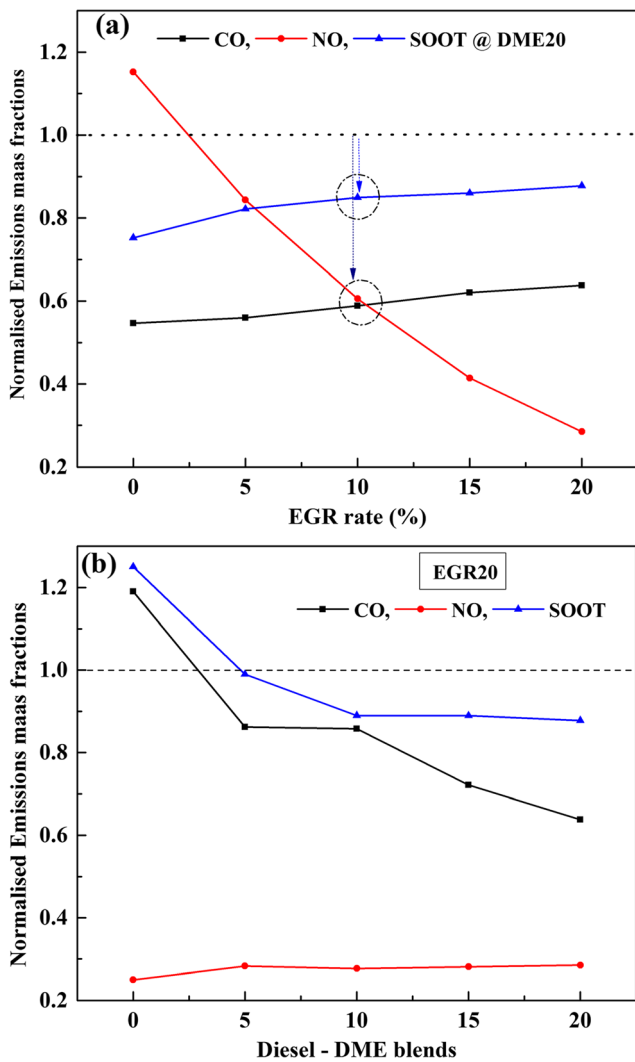 (a)
CO, NO, SOOT @ DME20
1.2
1.0
0.8
0.6
0.4
0.2
Normalised Emissions maas fractions
0 5 10 15 20
EGR rate (%)
(b)
EGR20
CO, NO, SOOT
1.2
1.0
0.8
0.6
0.4
0.2
Normalised Emissions maas fractions
0 5 10 15 20
Diesel - DME blends